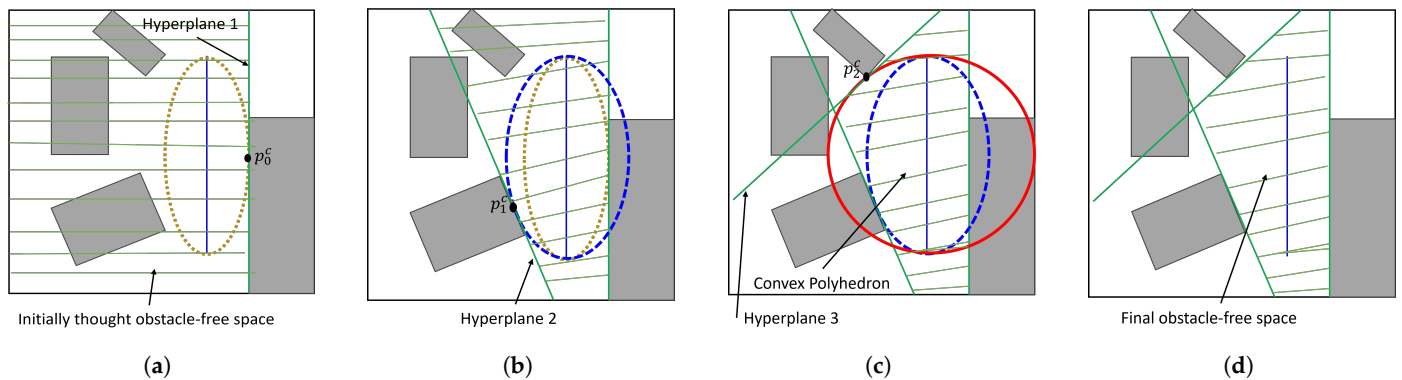 Hyperplane 1
p_0^c
Initially thought obstacle-free space
(a)
p_1^c
Hyperplane 2
(b)
p_2^c
Convex Polyhedron
Hyperplane 3
(c)
Final obstacle-free space
(d)